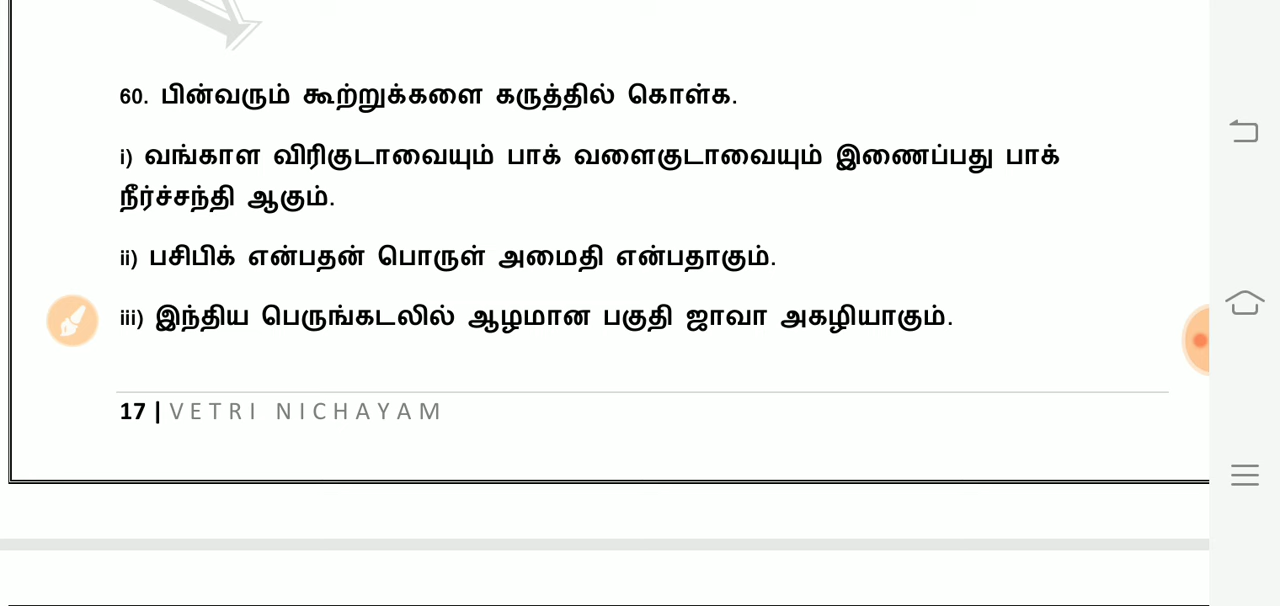 60. பின்வரும் கூற்றுக்களை கருத்தில் கொள்க.
i) வங்காள விரிகுடாவையும் பாக் வளைகுடாவையும் இணைப்பது பாக்
நீர்ச்சந்தி ஆகும்.
ii) பசிபிக் என்பதன் பொருள் அமைதி என்பதாகும்.
iii) இந்திய பெருங்கடலில் ஆழமான பகுதி ஜாவா அகழியாகும்.
17 | VETRI NICHAYAM